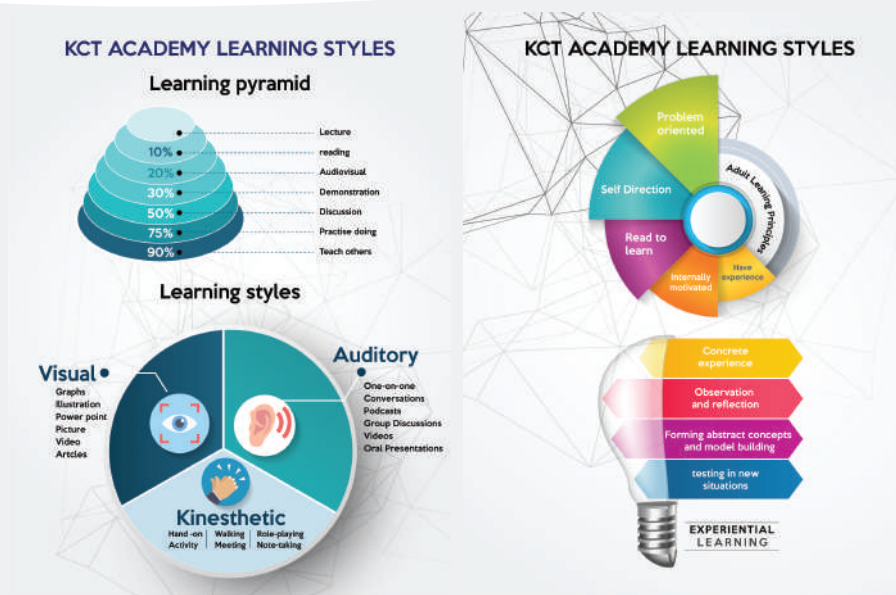 KCT ACADEMY LEARNING STYLES
Learning pyramid
Lecture
10%
reading
20%
Audiovisual
30%
Demonstration
50%
Discussion
75%
Practise doing
90%
Teach others
Learning styles
Visual
Graphs
Illustration
Power point
Picture
Video
Artcles
Auditory
One-on-one
Conversations
Podcasts
Group Discussions
Videos
Oral Presentations
Kinesthetic
Hand -on
Activity
Walking
Meeting
Role-playing
Note-taking
KCT ACADEMY LEARNING STYLES
Problem
oriented
Self Direction
Read to
learn
Internally
motivated
Have
experience
Adult Leaning Principles
Concrete
experience
Observation
and reflection
Forming abstract concepts
and model building
testing in new
situations
EXPERIENTIAL
LEARNING